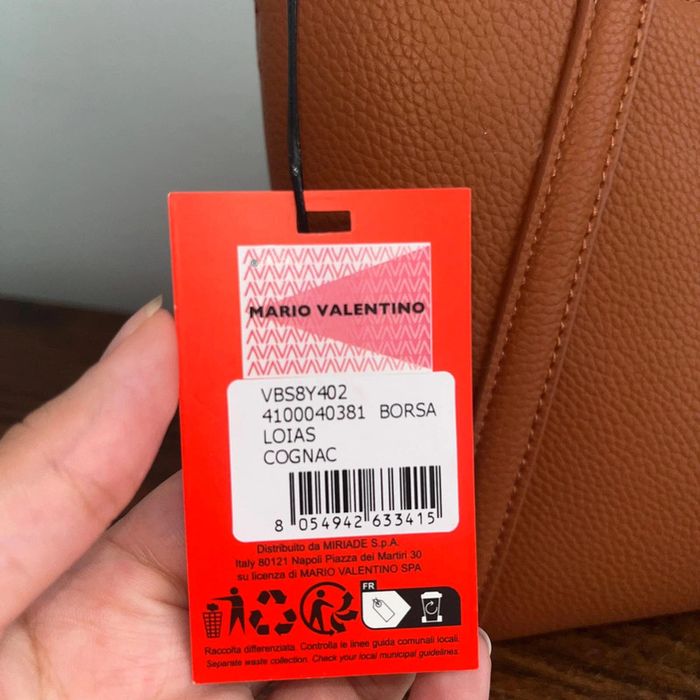 ®
MARIO VALENTINO
VBS8Y402
4100040381 BORSA
LOIAS
COGNAC
8 054942 633415
Distribuito da MIRIADE S.p.A.
Italy 80121 Napoli Piazza dei Martiri 30
su licenza di MARIO VALENTINO SPA
FR
Raccolta differenziata. Controlla le linee guida comunali locali.
Separate waste collection. Check your local municipal guidelines.